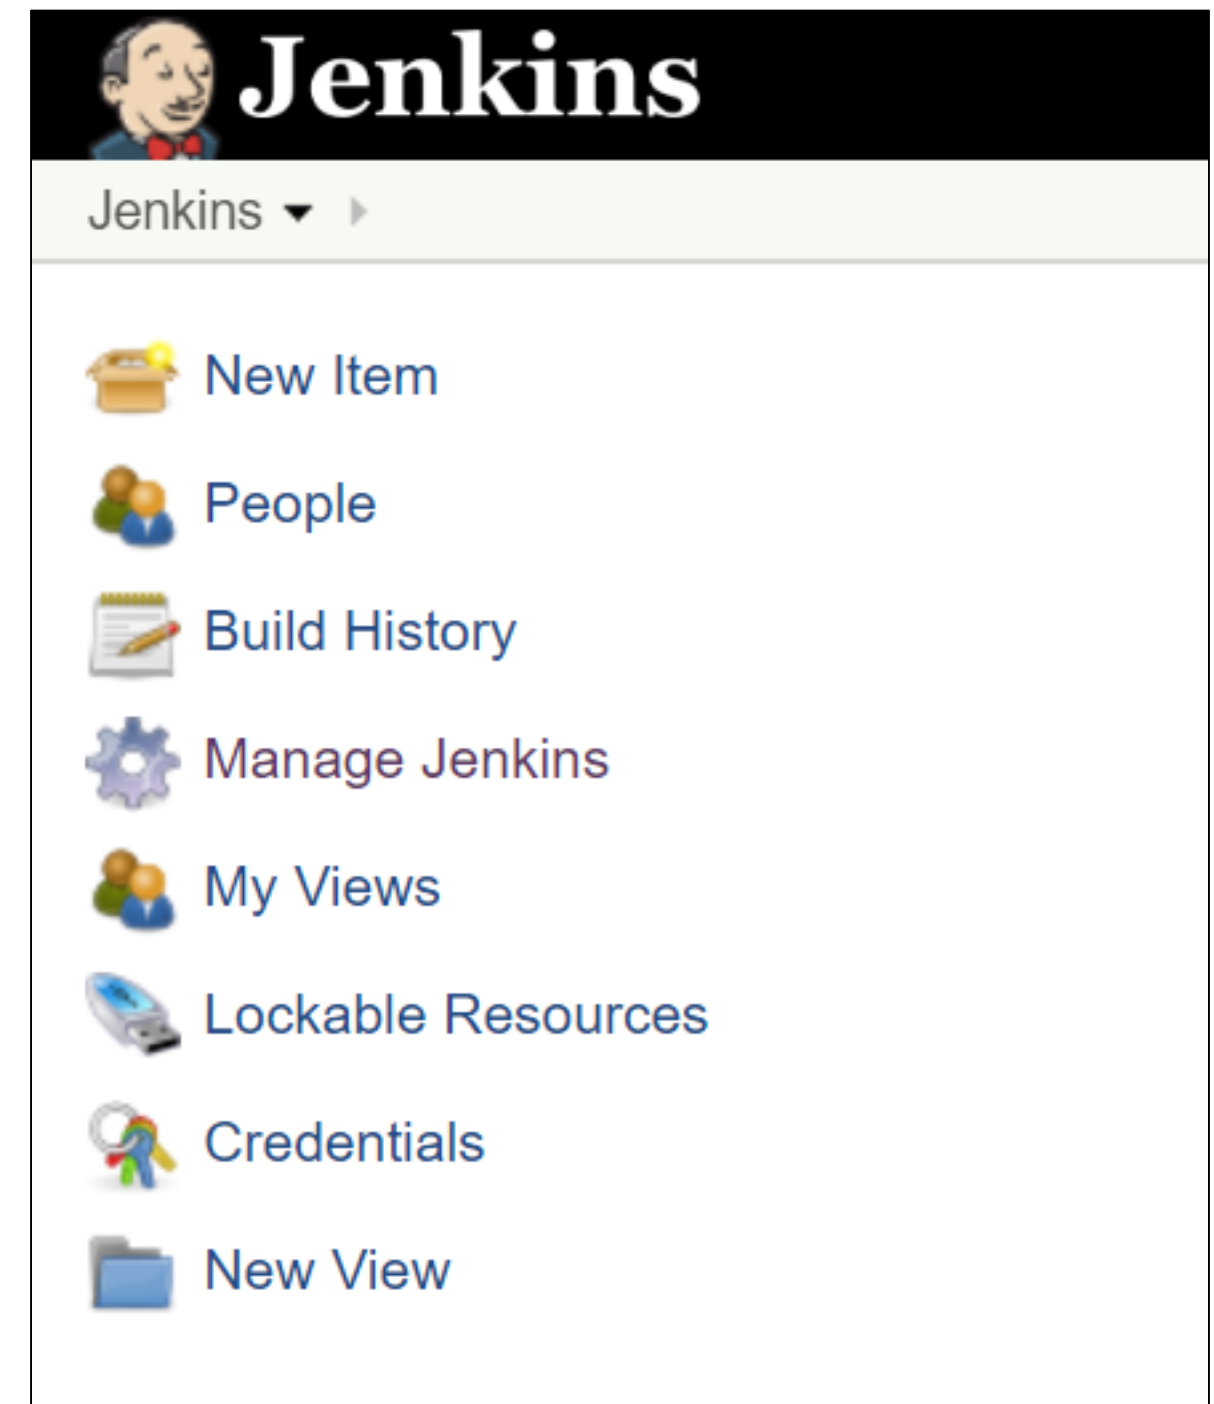 Jenkins
Jenkins
New Item
People
Build History
Manage Jenkins
My Views
Lockable Resources
Credentials
New View